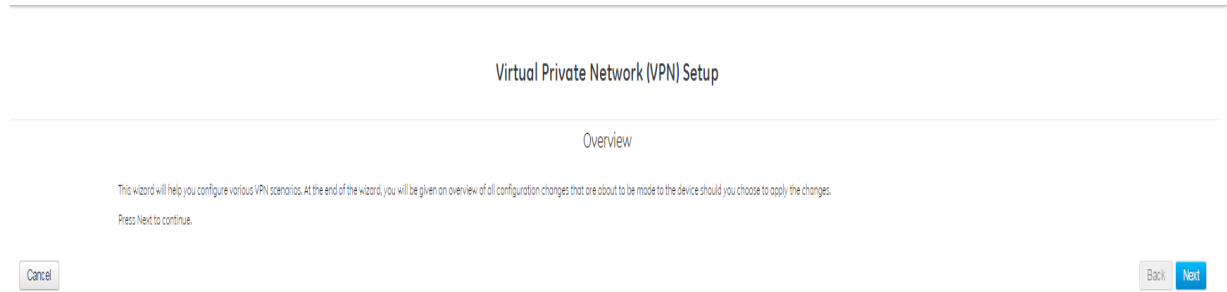 Virtual Private Network (VPN) Setup
Overview
This wizard will help you configure various VPN scenarios. At the end of the wizard, you will be given an overview of all configuration changes that are about to be made to the device should you choose to apply the changes.
Press Next to continue.
Cancel
Back Next